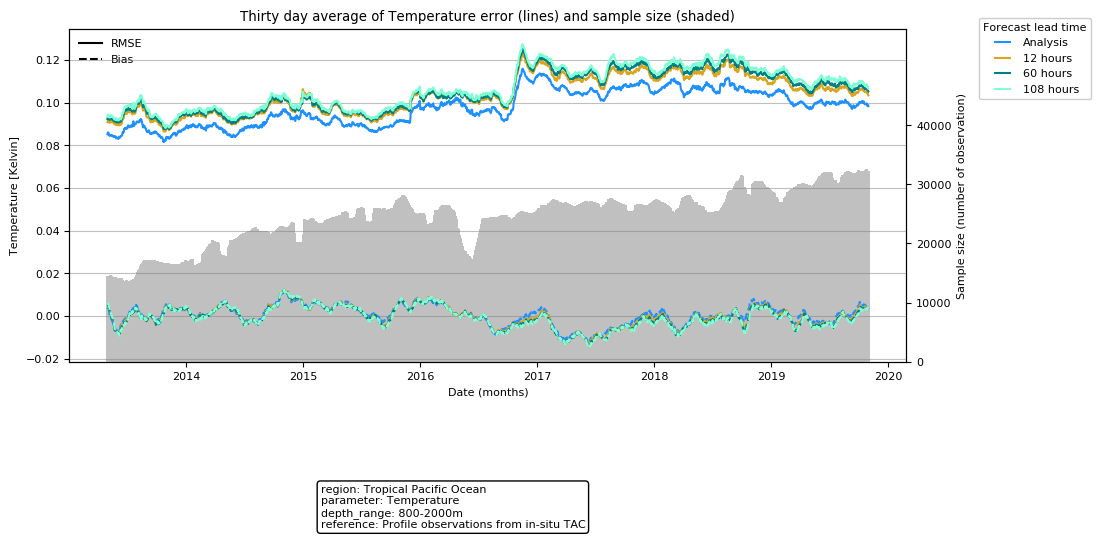 Thirty day average of Temperature error (lines) and sample size (shaded)
RMSE
Bias
Forecast lead time
Analysis
12 hours
60 hours
108 hours
Temperature [Kelvin]
0.12
0.10
0.08
0.06
0.04
0.02
0.00
−0.02
Sample size (number of observation)
40000
30000
20000
10000
0
2014
2015
2016
2017
2018
2019
2020
Date (months)
region: Tropical Pacific Ocean
parameter: Temperature
depth_range: 800-2000m
reference: Profile observations from in-situ TAC